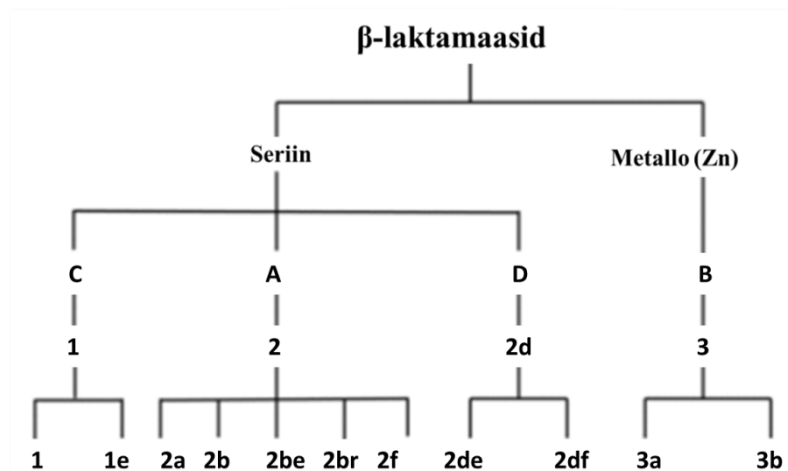 β-laktamaasid
Seriin Metallo (Zn)
C A D B
1 2 2d 3
1 1e 2a 2b 2be 2br 2f 2de 2df 3a 3b